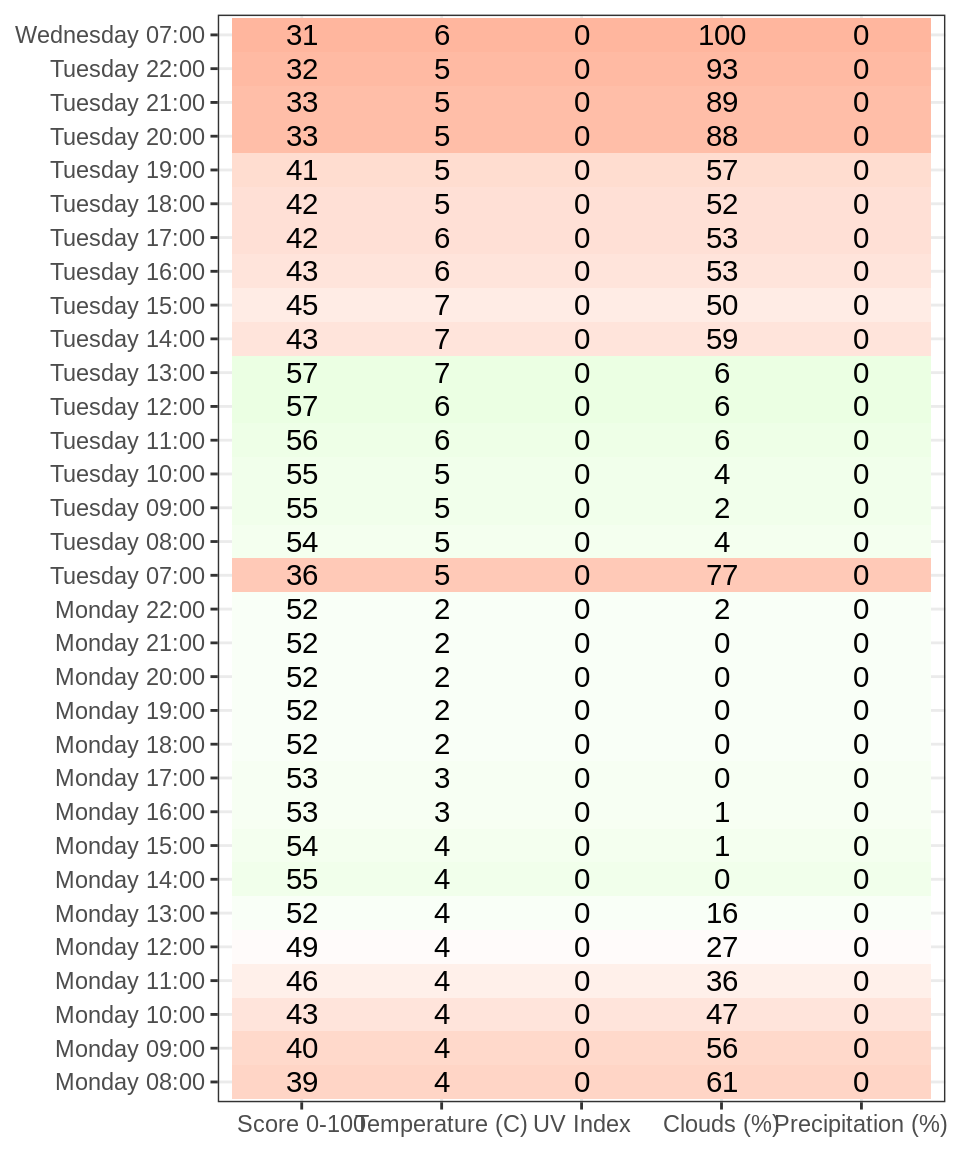 Wednesday 07:00 31 6 0 100 0
Tuesday 22:00 32 5 0 93 0
Tuesday 21:00 33 5 0 89 0
Tuesday 20:00 33 5 0 88 0
Tuesday 19:00 41 5 0 57 0
Tuesday 18:00 42 5 0 52 0
Tuesday 17:00 42 6 0 53 0
Tuesday 16:00 43 6 0 53 0
Tuesday 15:00 45 7 0 50 0
Tuesday 14:00 43 7 0 59 0
Tuesday 13:00 57 7 0 6 0
Tuesday 12:00 57 6 0 6 0
Tuesday 11:00 56 6 0 6 0
Tuesday 10:00 55 5 0 4 0
Tuesday 09:00 55 5 0 2 0
Tuesday 08:00 54 5 0 4 0
Tuesday 07:00 36 5 0 77 0
Monday 22:00 52 2 0 2 0
Monday 21:00 52 2 0 0 0
Monday 20:00 52 2 0 0 0
Monday 19:00 52 2 0 0 0
Monday 18:00 52 2 0 0 0
Monday 17:00 53 3 0 0 0
Monday 16:00 53 3 0 1 0
Monday 15:00 54 4 0 1 0
Monday 14:00 55 4 0 0 0
Monday 13:00 52 4 0 16 0
Monday 12:00 49 4 0 27 0
Monday 11:00 46 4 0 36 0
Monday 10:00 43 4 0 47 0
Monday 09:00 40 4 0 56 0
Monday 08:00 39 4 0 61 0
Score 0-100 Temperature (C) UV Index Clouds (%) Precipitation (%)